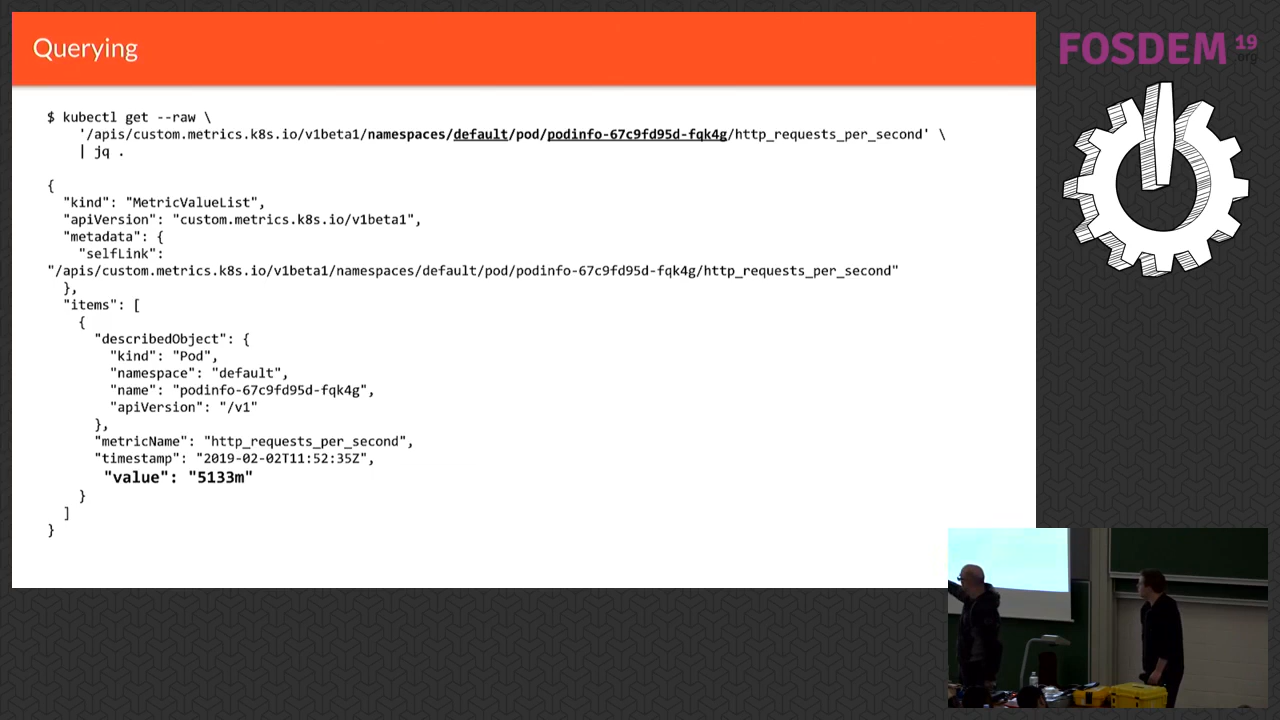 Querying
FOSDEM 19
.org
$ kubectl get --raw \
'/apis/custom.metrics.k8s.io/v1beta1/namespaces/default/pod/podinfo-67c9fd95d-fqk4g/http_requests_per_second' \
| jq .
{
"kind": "MetricValueList",
"apiVersion": "custom.metrics.k8s.io/v1beta1",
"metadata": {
"selfLink":
"/apis/custom.metrics.k8s.io/v1beta1/namespaces/default/pod/podinfo-67c9fd95d-fqk4g/http_requests_per_second"
},
"items": [
{
"describedObject": {
"kind": "Pod",
"namespace": "default",
"name": "podinfo-67c9fd95d-fqk4g",
"apiVersion": "/v1"
},
"metricName": "http_requests_per_second",
"timestamp": "2019-02-02T11:52:35Z",
"value": "5133m"
}
]
}